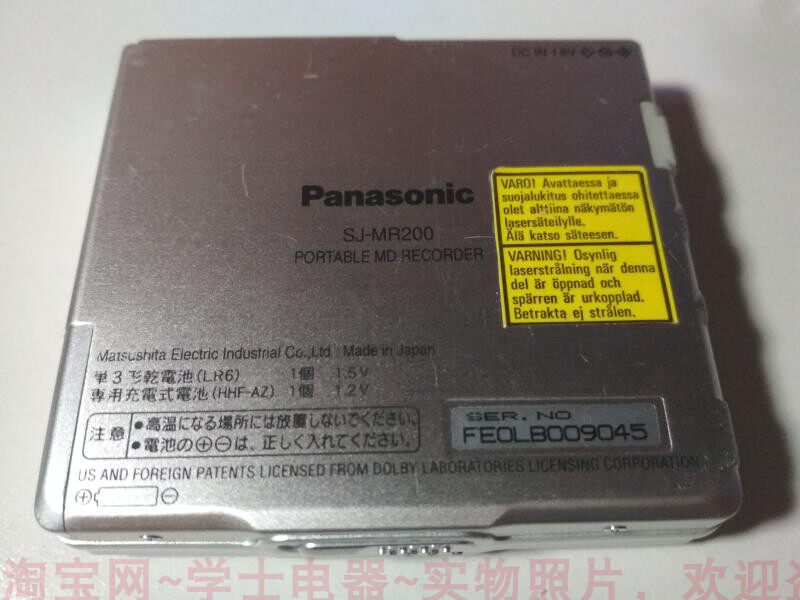 DC IN 1.8V
Panasonic
SJ-MR200
PORTABLE MD RECORDER
VARO! Avattaessa ja
suojalukitus ohitettaessa
olet alttiina näkymätön
lasersäteilylle.
Älä katso säteeseen.
VARNING! Osynlig
laserstrålning när denna
del är öppnad och
spärren är urkopplad.
Betrakta ej strålen.
Matsushita Electric Industrial Co.,Ltd. Made in Japan
単3形乾電池(LR6) 1個 1.5V
専用充電式電池(HHF-AZ) 1個 1.2V
注意
●高温になる場所には放置しないでください。
●電池の⊕⊖は、正しく入れてください。
SER. NO
FE0LB009045
US AND FOREIGN PATENTS LICENSED FROM DOLBY LABORATORIES LICENSING CORPORATION
⊕ ⊖
淘宝网~学士电器~实物照片，欢迎